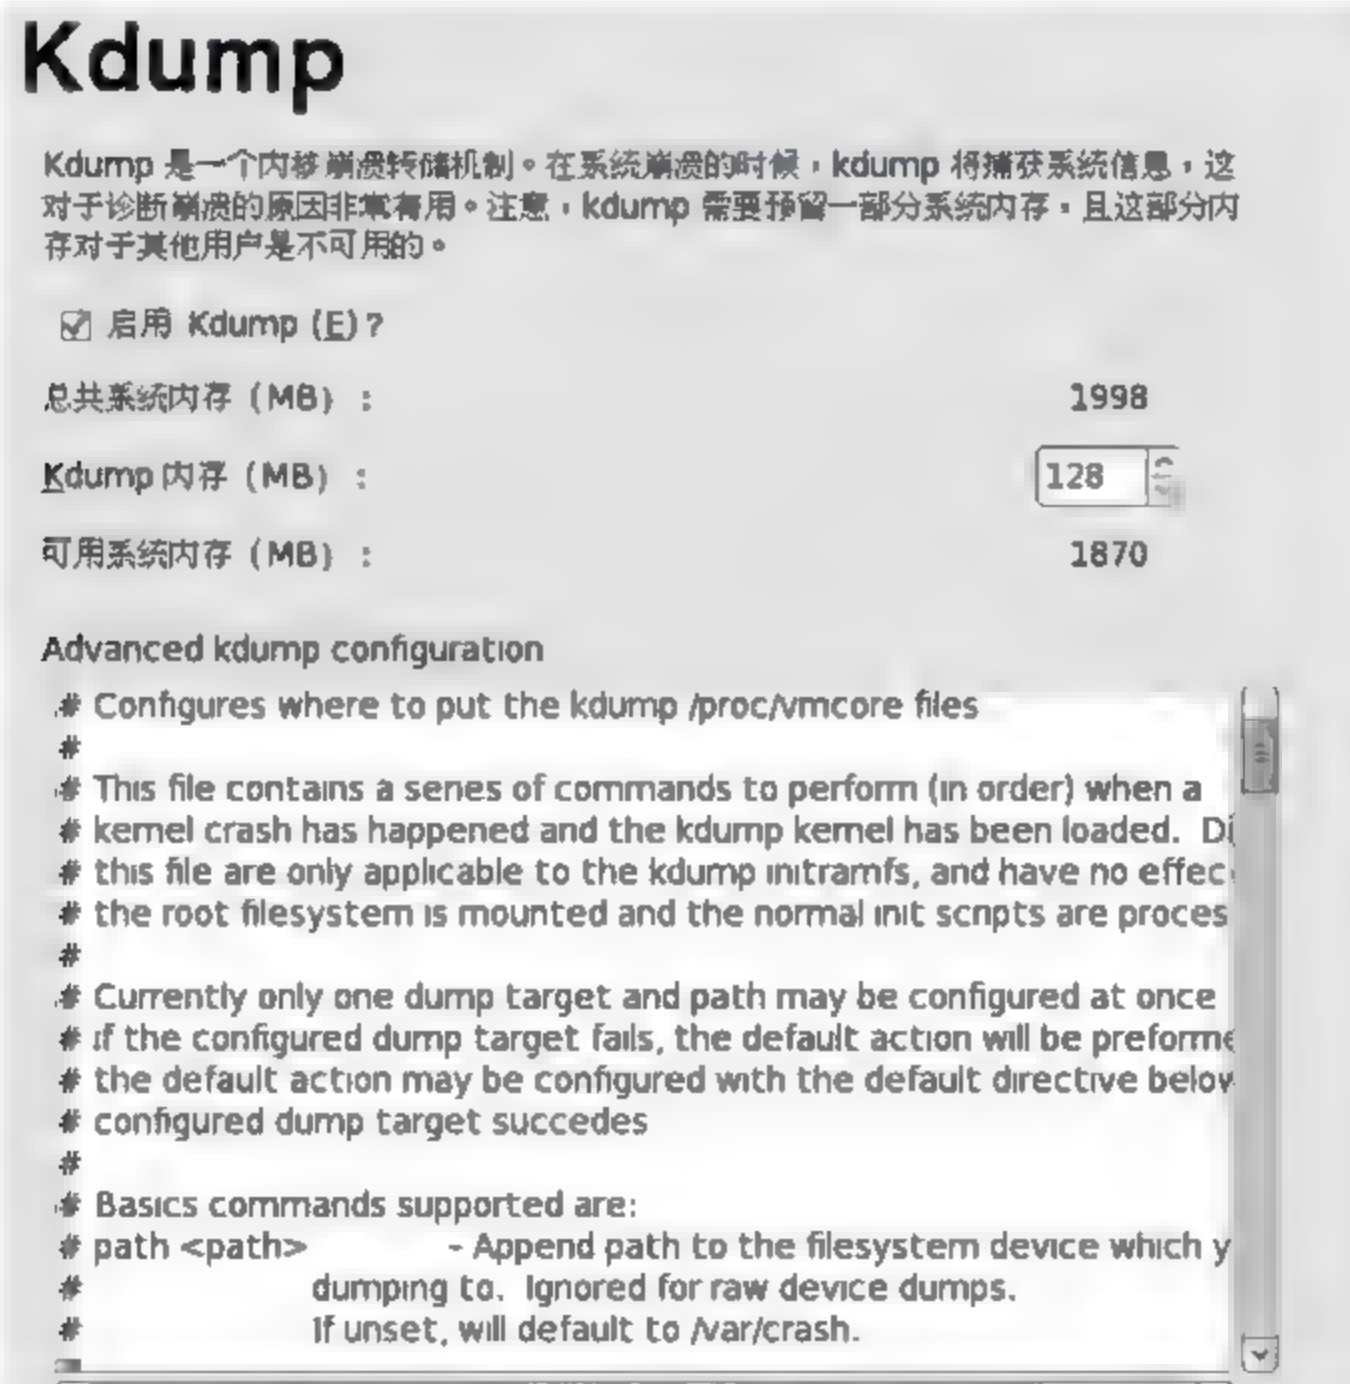 Kdump
Kdump 是一个内核崩溃转储机制。在系统崩溃的时候，kdump 将捕获系统信息，这
对于诊断崩溃的原因非常有用。注意，kdump 需要预留一部分系统内存，且这部分内
存对于其他用户是不可用的。
启用 Kdump (E)?
总共系统内存 (MB) : 1998
Kdump 内存 (MB) : 128
可用系统内存 (MB) : 1870
Advanced kdump configuration
# Configures where to put the kdump /proc/vmcore files
#
# This file contains a series of commands to perform (in order) when a
# kernel crash has happened and the kdump kernel has been loaded. Di
# this file are only applicable to the kdump initramfs, and have no effec
# the root filesystem is mounted and the normal init scripts are proces
#
# Currently only one dump target and path may be configured at once
# if the configured dump target fails, the default action will be preforme
# the default action may be configured with the default directive below
# configured dump target succedes
#
# Basics commands supported are:
# path <path> - Append path to the filesystem device which y
# dumping to. Ignored for raw device dumps.
# If unset, will default to /var/crash.